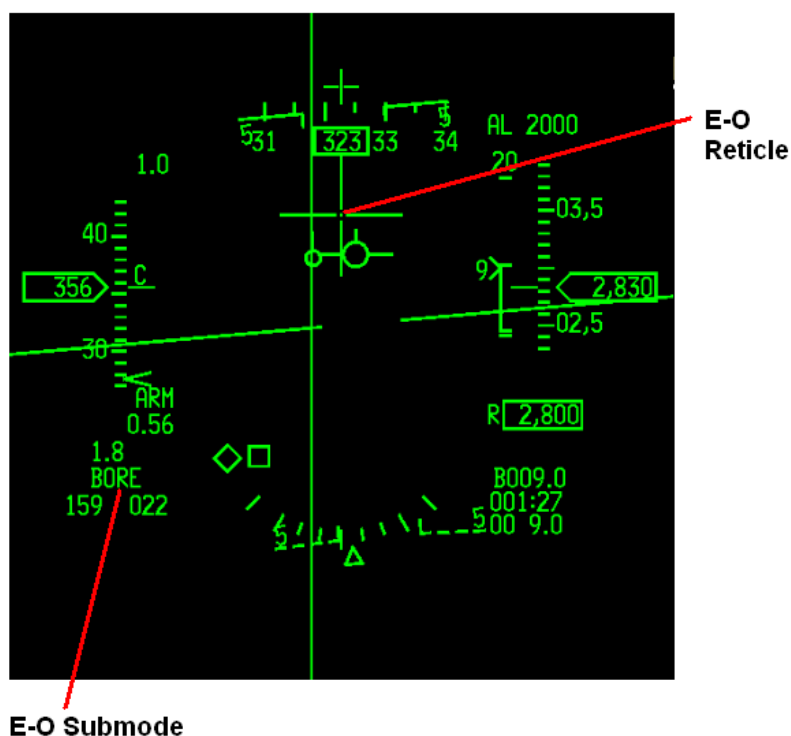 E-O
Reticle
AL 2000
5 31 323 33 34 5
1.0
20
40
03,5
356 C
9
2,830
30
02,5
ARM
0.56
R 2,800
1.8
BORE
159 022
B009.0
001:27
00 9.0
5 5
E-O Submode